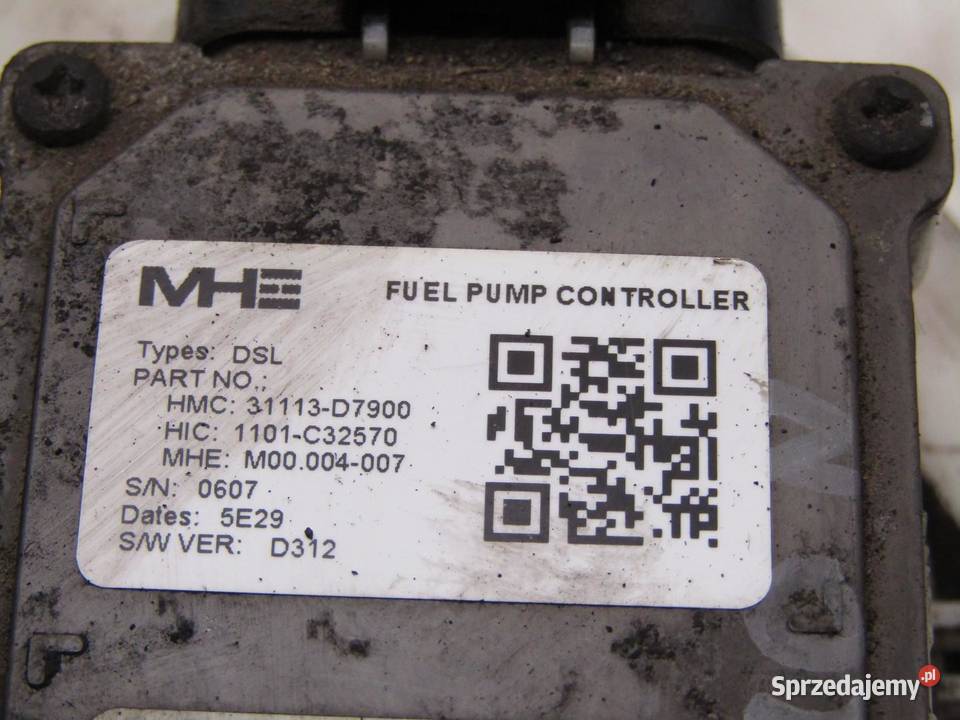 MHE
FUEL PUMP CONTROLLER
Types: DSL
PART NO.:
HMC: 31113-D7900
HIC: 1101-C32570
MHE: M00.004-007
S/N: 0607
Dates: 5E29
S/W VER: D312
Sprzedajemy.pl